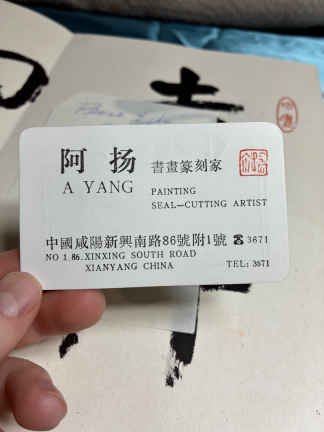 阿扬 書畫篆刻家
A YANG PAINTING
SEAL—CUTTING ARTIST
中國咸陽新興南路86號附1號 ☎3671
NO 1.86.XINXING SOUTH ROAD
XIANYANG CHINA TEL: 3671